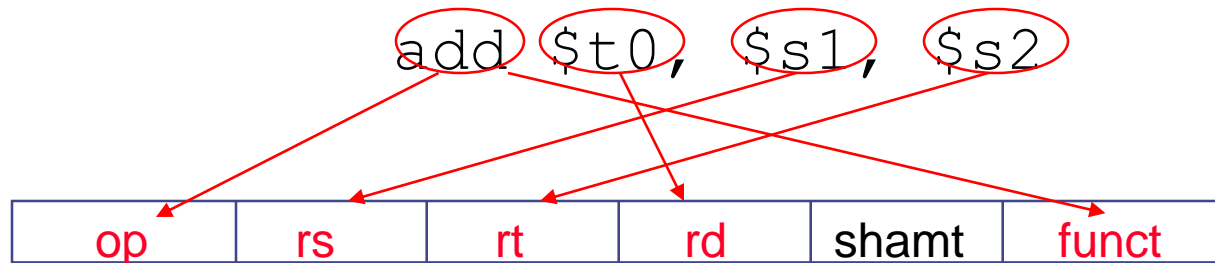 add $t0, $s1, $s2
op rs rt rd shamt funct